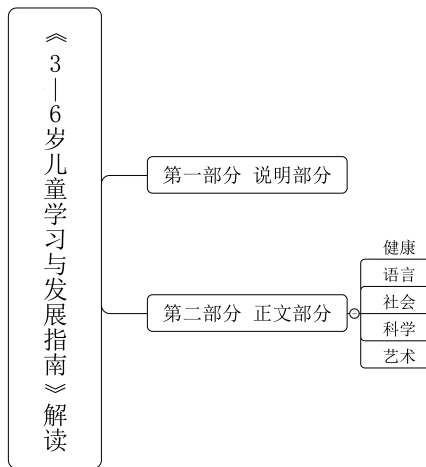 《3—6岁儿童学习与发展指南》解读
第一部分 说明部分
第二部分 正文部分
健康
语言
社会
科学
艺术